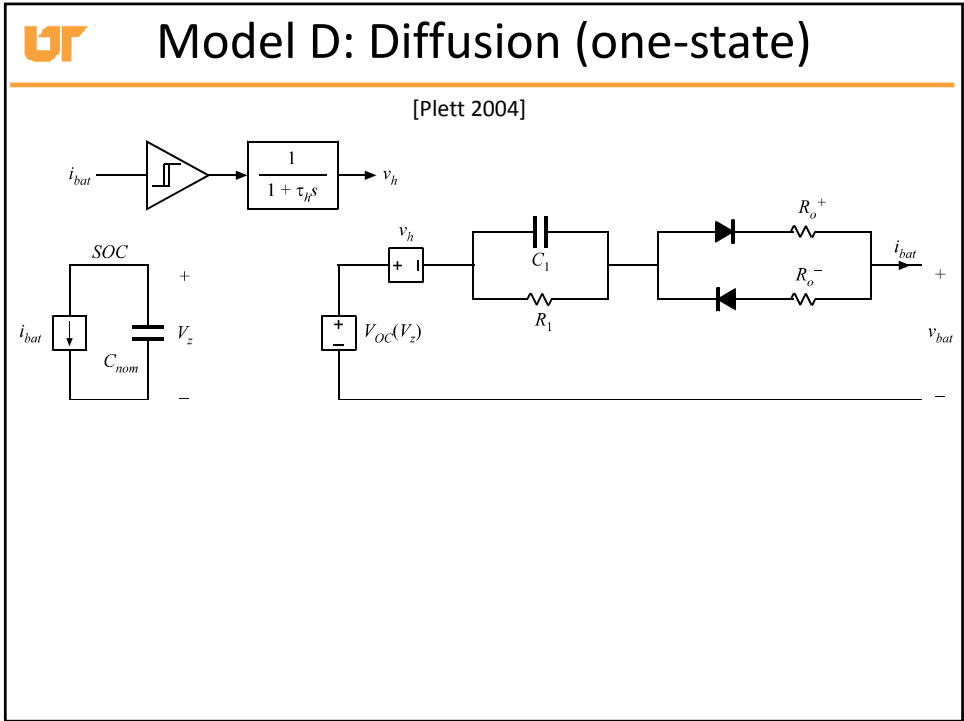 UT
Model D: Diffusion (one-state)
[Plett 2004]
i_bat
1
1 + τ_h s
v_h
SOC
+
i_bat
C_nom
V_z
–
v_h
+ –
+
–
V_OC(V_z)
C_1
R_1
R_o^+
R_o^–
i_bat
+
v_bat
–